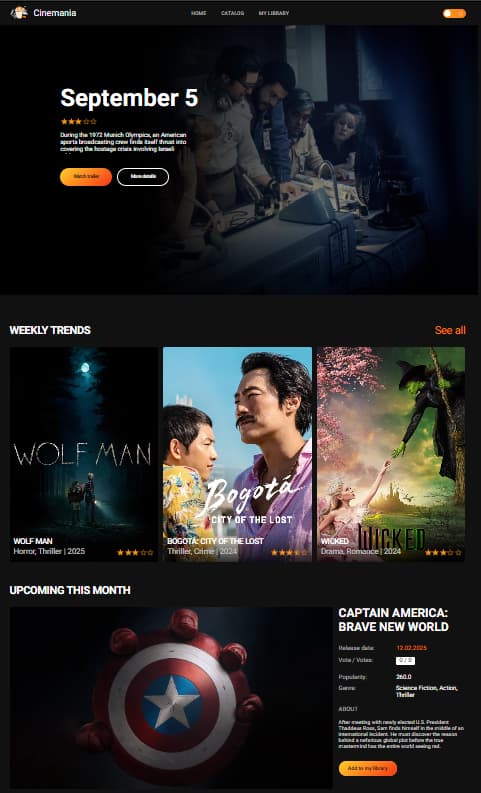 Cinemania
HOME CATALOG MY LIBRARY
September 5
During the 1972 Munich Olympics, an American
sports broadcasting crew finds itself thrust into
covering the hostage crisis involving Israeli
Watch trailer More details
WEEKLY TRENDS See all
WOLF MAN
WOLF MAN
Horror, Thriller | 2025
Bogotá
CITY OF THE LOST
BOGOTÁ: CITY OF THE LOST
Thriller, Crime | 2024
WICKED
WICKED
Drama, Romance | 2024
UPCOMING THIS MONTH
CAPTAIN AMERICA:
BRAVE NEW WORLD
Release date: 12.02.2025
Vote / Votes: 0 / 0
Popularity: 260.0
Genre: Science Fiction, Action,
Thriller
ABOUT
After meeting with newly elected U.S. President
Thaddeus Ross, Sam finds himself in the middle of an
international incident. He must discover the reason
behind a nefarious global plot before the true
mastermind has the entire world seeing red.
Add to my library